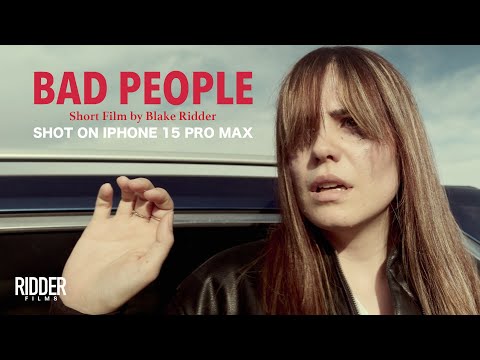 BAD PEOPLE
Short Film by Blake Ridder
SHOT ON IPHONE 15 PRO MAX
RIDDER
FILMS